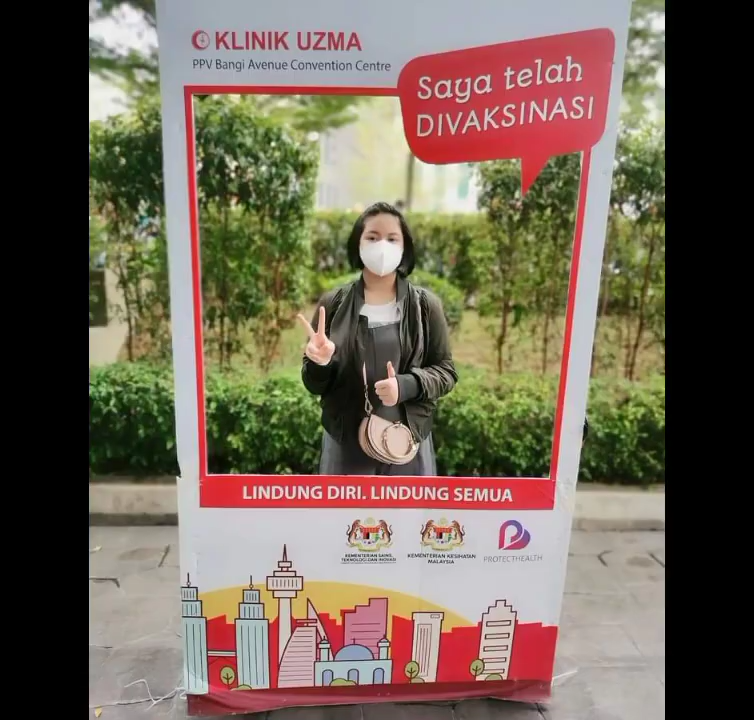 KLINIK UZMA
PPV Bangi Avenue Convention Centre
Saya telah
DIVAKSINASI
LINDUNG DIRI. LINDUNG SEMUA
KEMENTERIAN SAINS,
TEKNOLOGI DAN INOVASI
KEMENTERIAN KESIHATAN
MALAYSIA
PROTECTHEALTH